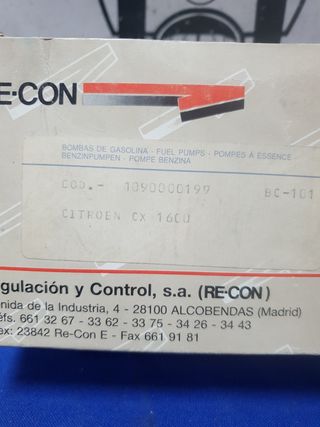 RE-CON
BOMBAS DE GASOLINA - FUEL PUMPS - POMPES À ESSENCE
BENZINPUMPEN - POMPE BENZINA
COD.- 1090000199 BC-101
CITROEN CX 1600
gulación y Control, s.a. (RE-CON)
nida de la Industria, 4 - 28100 ALCOBENDAS (Madrid)
éfs. 661 32 67 - 33 62 - 33 75 - 34 26 - 34 43
ex: 23842 Re-Con E - Fax 661 91 81